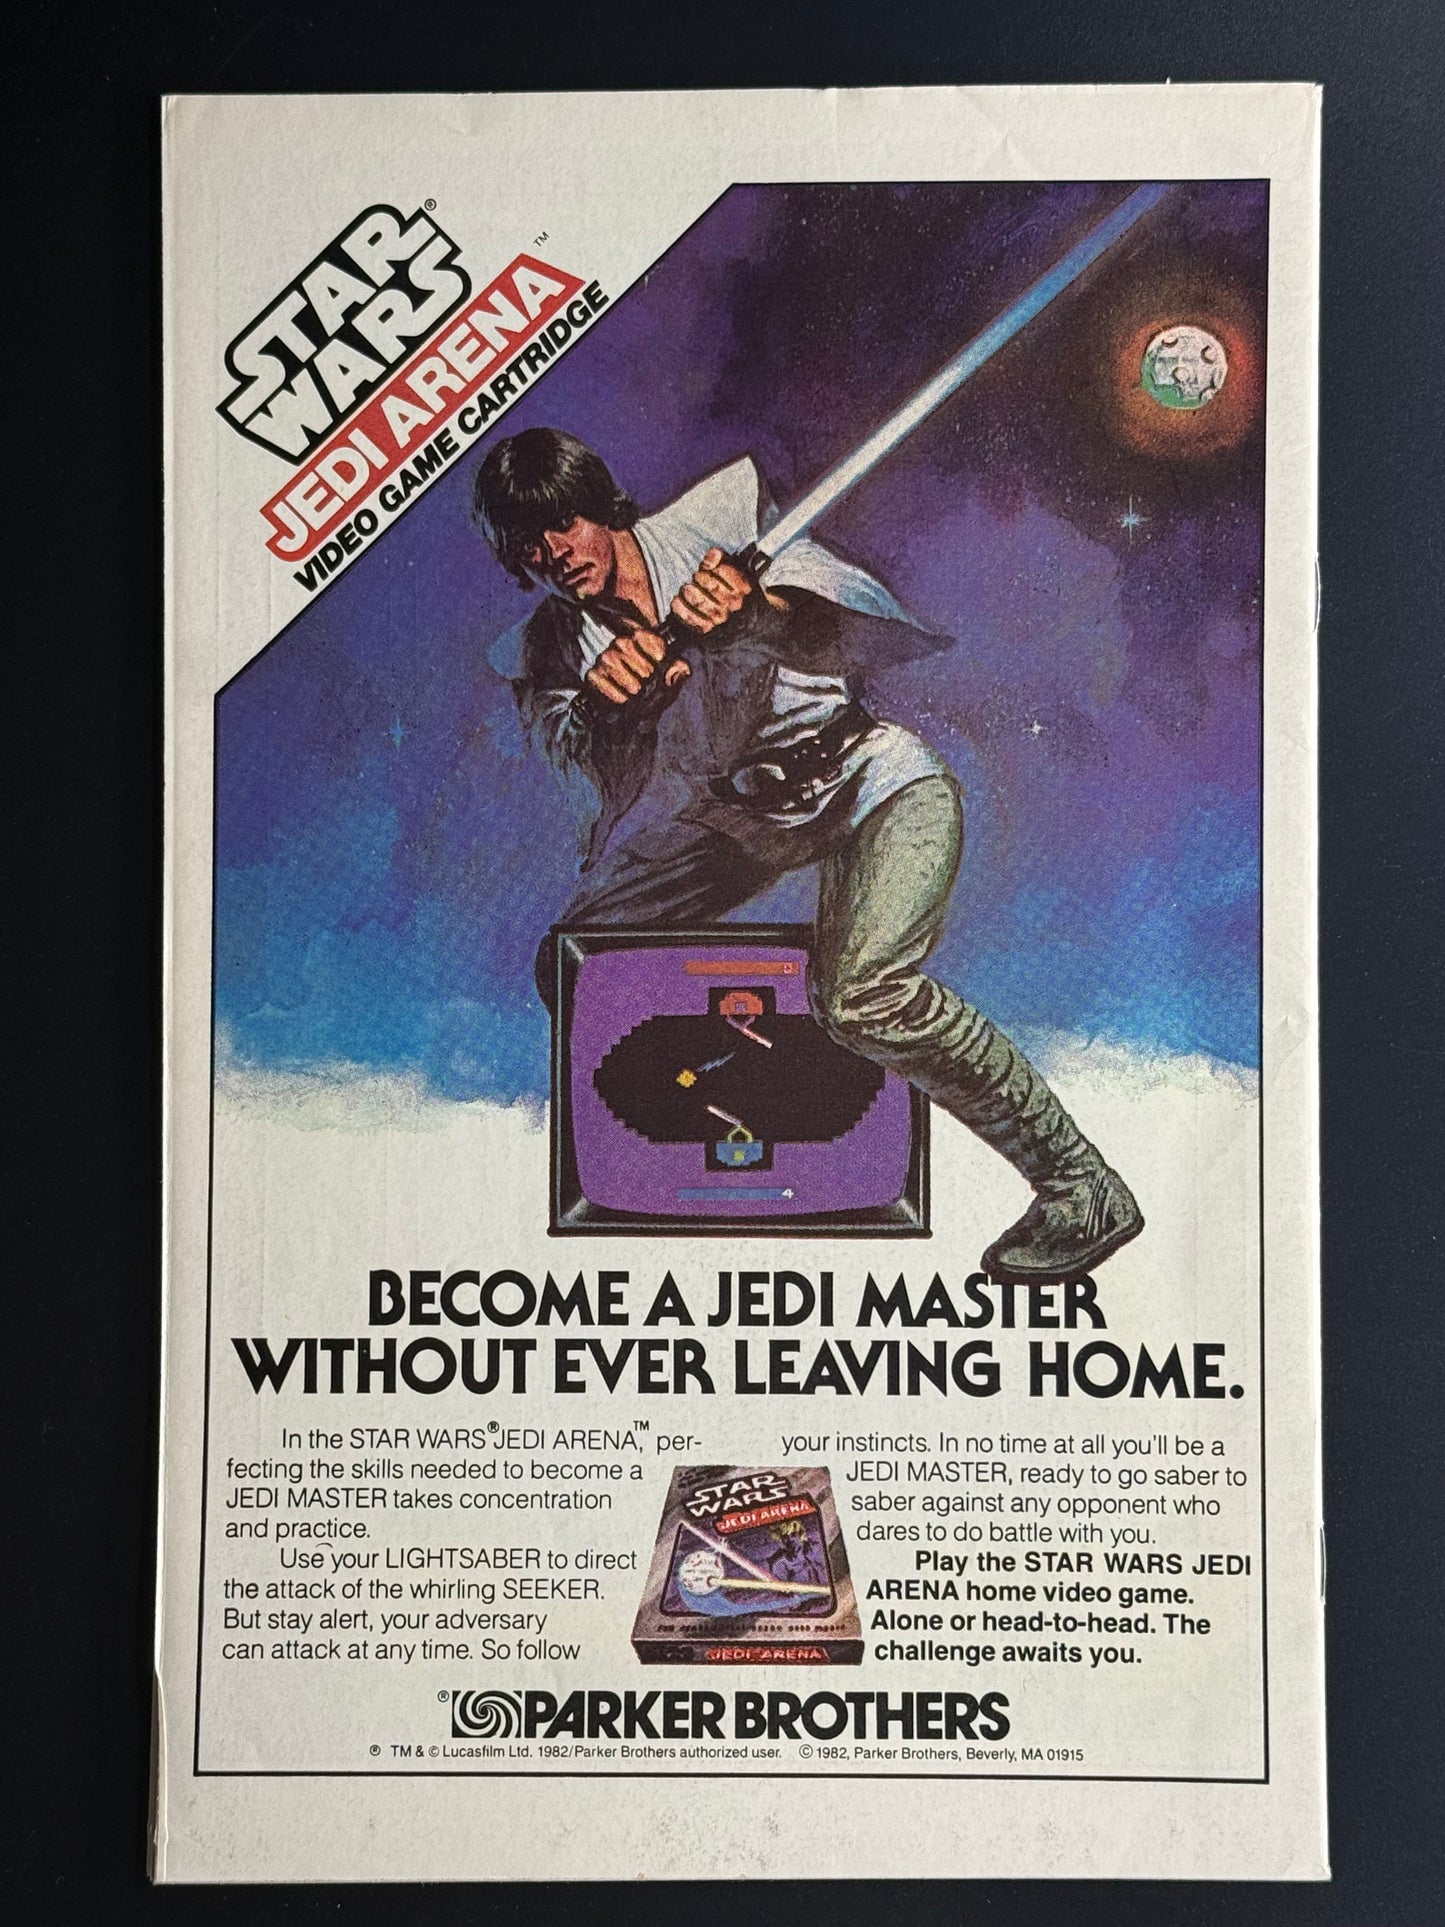 STAR
WARS®
JEDI ARENA™
VIDEO GAME CARTRIDGE
4
BECOME A JEDI MASTER
WITHOUT EVER LEAVING HOME.
In the STAR WARS® JEDI ARENA,™ per-
fecting the skills needed to become a
JEDI MASTER takes concentration
and practice.
Use your LIGHTSABER to direct
the attack of the whirling SEEKER.
But stay alert, your adversary
can attack at any time. So follow
your instincts. In no time at all you'll be a
JEDI MASTER, ready to go saber to
saber against any opponent who
dares to do battle with you.
Play the STAR WARS JEDI
ARENA home video game.
Alone or head-to-head. The
challenge awaits you.
STAR
WARS
JEDI ARENA
JEDI ARENA
® PARKER BROTHERS
® TM & © Lucasfilm Ltd. 1982/Parker Brothers authorized user. © 1982, Parker Brothers, Beverly, MA 01915